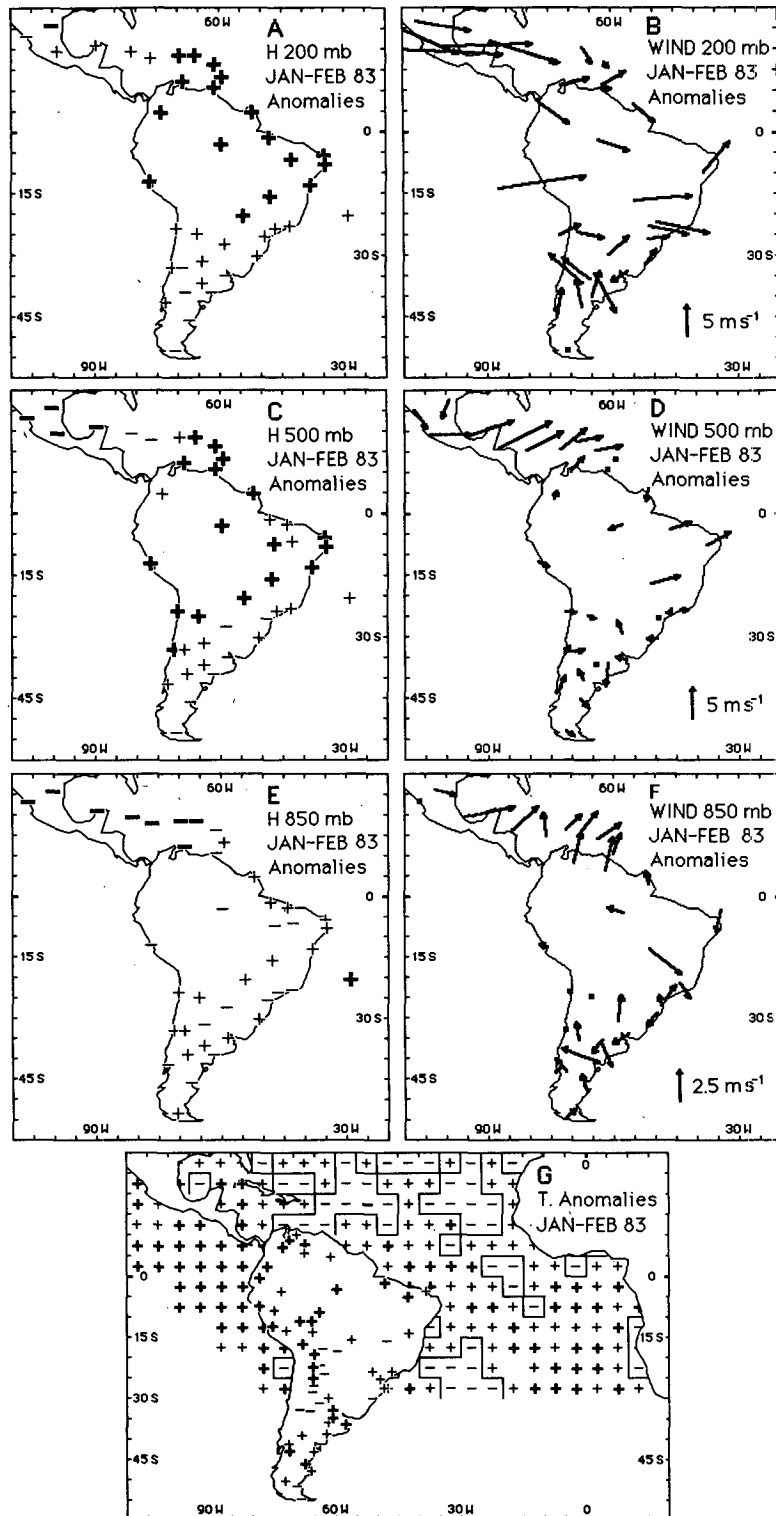 60W
A
H 200 mb
JAN-FEB 83
Anomalies
0
15S
30S
45S
90W
30W
60W
B
WIND 200 mb
JAN-FEB 83
Anomalies
0
15S
30S
45S
5 ms⁻¹
90W
30W
60W
C
H 500 mb
JAN-FEB 83
Anomalies
0
15S
30S
45S
90W
30W
60W
D
WIND 500 mb
JAN-FEB 83
Anomalies
0
15S
30S
45S
5 ms⁻¹
90W
30W
60W
E
H 850 mb
JAN-FEB 83
Anomalies
0
15S
30S
45S
90W
30W
60W
F
WIND 850 mb
JAN-FEB 83
Anomalies
0
15S
30S
45S
2.5 ms⁻¹
90W
30W
0
G
T. Anomalies
JAN-FEB 83
0
0
15S
15S
30S
30S
45S
45S
90W
60W
30W
0